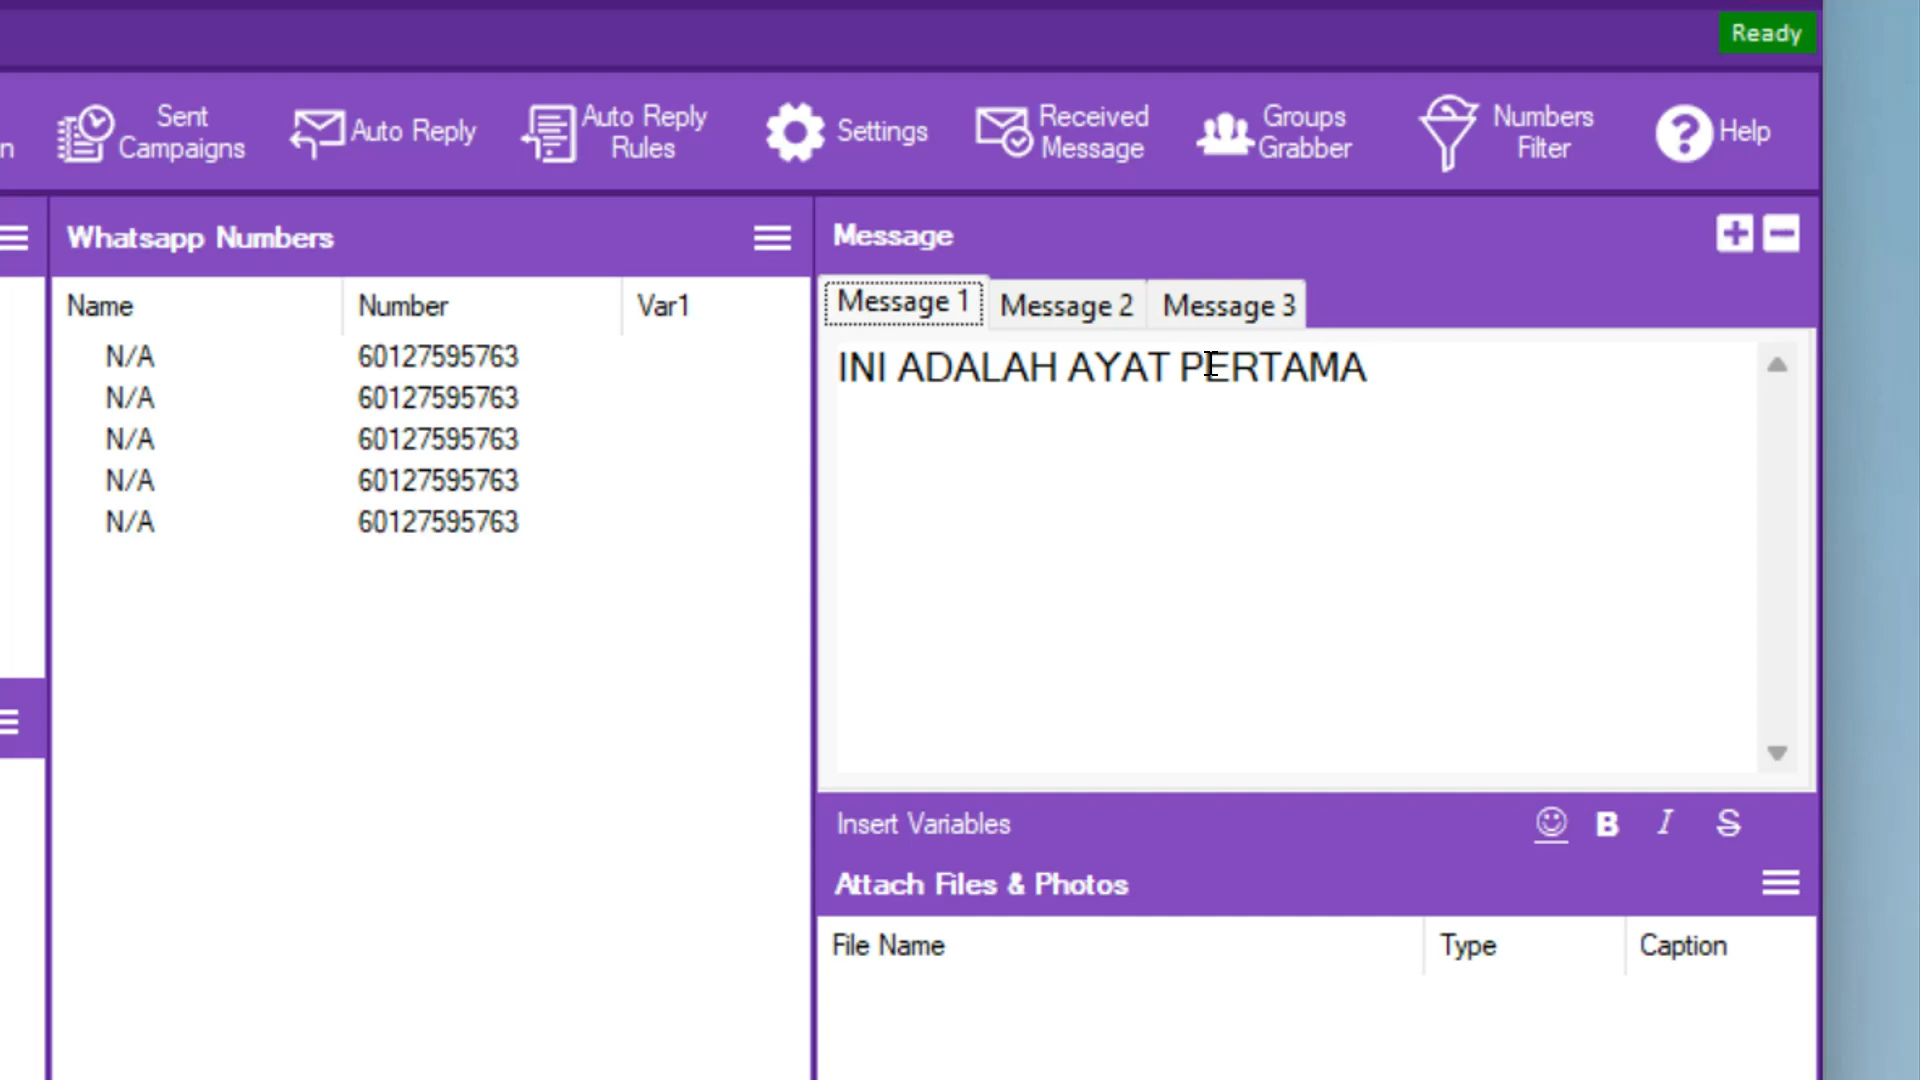 Ready
n
Sent Campaigns
Auto Reply
Auto Reply Rules
Settings
Received Message
Groups Grabber
Numbers Filter
Help
Whatsapp Numbers
Name Number Var1
N/A 60127595763
N/A 60127595763
N/A 60127595763
N/A 60127595763
N/A 60127595763
Message
Message 1 Message 2 Message 3
INI ADALAH AYAT PERTAMA
Insert Variables B I S
Attach Files & Photos
File Name Type Caption